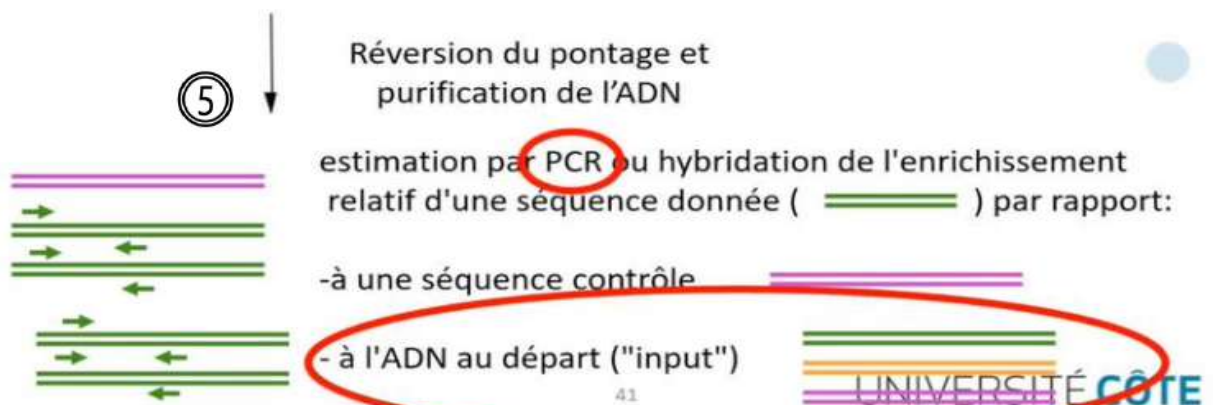 Réversion du pontage et
⑤
purification de l'ADN
estimation par PCR ou hybridation de l'enrichissement
relatif d'une séquence donnée ( ) par rapport:
-à une séquence contrôle
- à l'ADN au départ ("input")
41
UNIVERSITÉ CÔTE